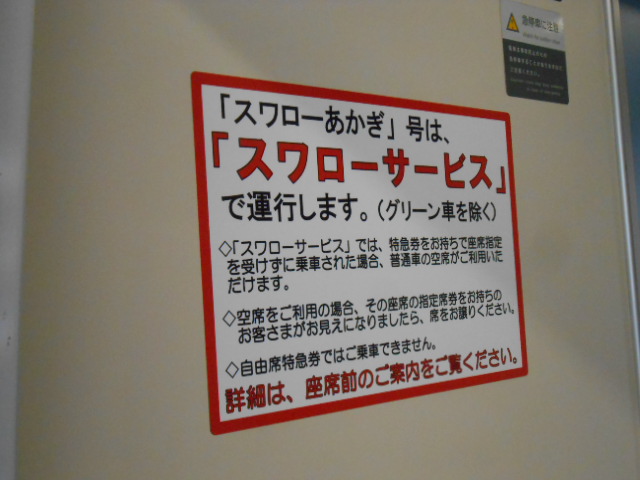 「スワローあかぎ」号は、
「スワローサービス」
で運行します。（グリーン車を除く）
◇「スワローサービス」では、特急券をお持ちで座席指定
を受けずに乗車された場合、普通車の空席がご利用いた
だけます。
◇空席をご利用の場合、その座席の指定席券をお持ちの
お客さまがお見えになりましたら、席をお譲りください。
◇自由席特急券ではご乗車できません。
詳細は、座席前のご案内をご覧ください。
急停車に注意